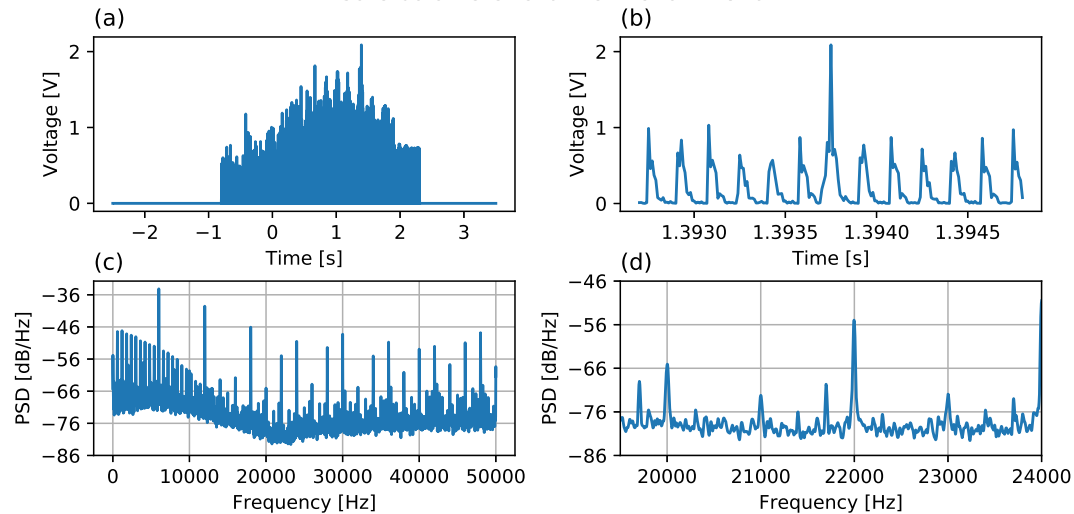 (a)
(b)
2
1
0
Voltage [V]
−2 −1 0 1 2 3
Time [s]
2
1
0
Voltage [V]
1.3930 1.3935 1.3940 1.3945
Time [s]
(c)
(d)
−36
−46
−56
−66
−76
−86
PSD [dB/Hz]
0 10000 20000 30000 40000 50000
Frequency [Hz]
−46
−56
−66
−76
−86
PSD [dB/Hz]
20000 21000 22000 23000 24000
Frequency [Hz]